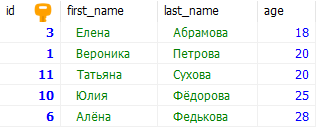 id first_name last_name age
3 Елена Абрамова 18
1 Вероника Петрова 20
11 Татьяна Сухова 20
10 Юлия Фёдорова 25
6 Алёна Федькова 28